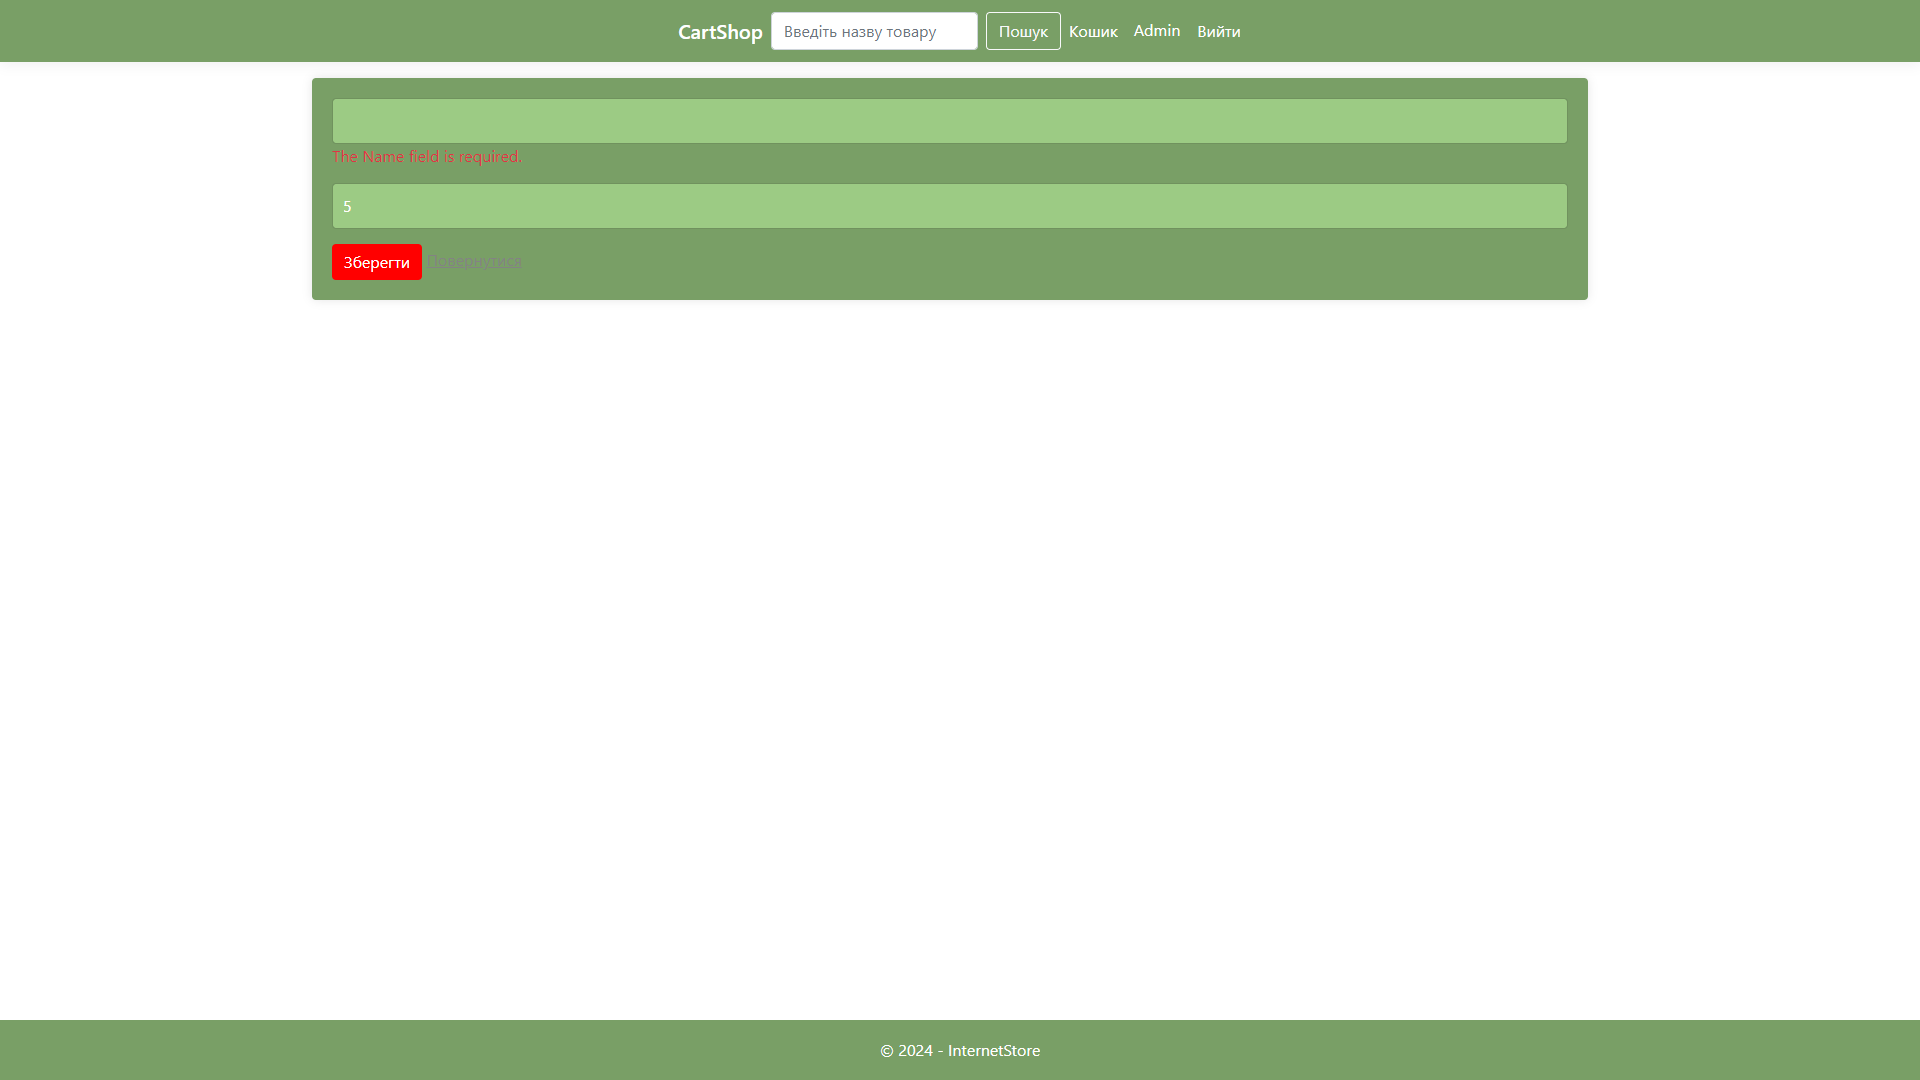 CartShop Введіть назву товару Пошук Кошик Admin Вийти
The Name field is required.
5
Зберегти Повернутися
© 2024 - InternetStore